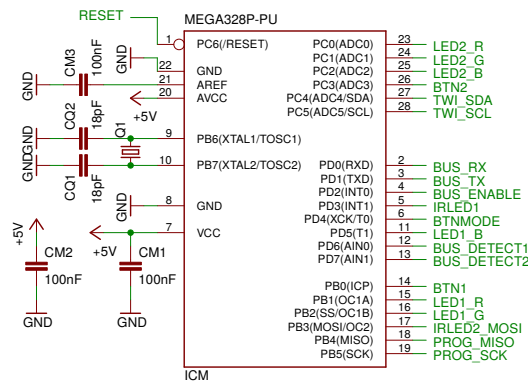 RESET
MEGA328P-PU
1 PC6(/RESET) PC0(ADC0) 23 LED2_R
GND PC1(ADC1) 24 LED2_G
22 GND PC2(ADC2) 25 LED2_B
GND CM3 100nF 21 AREF PC3(ADC3) 26 BTN2
+5V 20 AVCC PC4(ADC4/SDA) 27 TWI_SDA
PC5(ADC5/SCL) 28 TWI_SCL
GND CQ2 18pF Q1 9 PB6(XTAL1/TOSC1)
GND CQ1 18pF 10 PB7(XTAL2/TOSC2) PD0(RXD) 2 BUS_RX
PD1(TXD) 3 BUS_TX
PD2(INT0) 4 BUS_ENABLE
GND 8 GND PD3(INT1) 5 IRLED1
PD4(XCK/T0) 6 BTNMODE
+5V +5V 7 VCC PD5(T1) 11 LED1_B
PD6(AIN0) 12 BUS_DETECT1
CM2 CM1 PD7(AIN1) 13 BUS_DETECT2
100nF 100nF
PB0(ICP) 14 BTN1
PB1(OC1A) 15 LED1_R
GND GND PB2(SS/OC1B) 16 LED1_G
PB3(MOSI/OC2) 17 IRLED2_MOSI
PB4(MISO) 18 PROG_MISO
PB5(SCK) 19 PROG_SCK
ICM